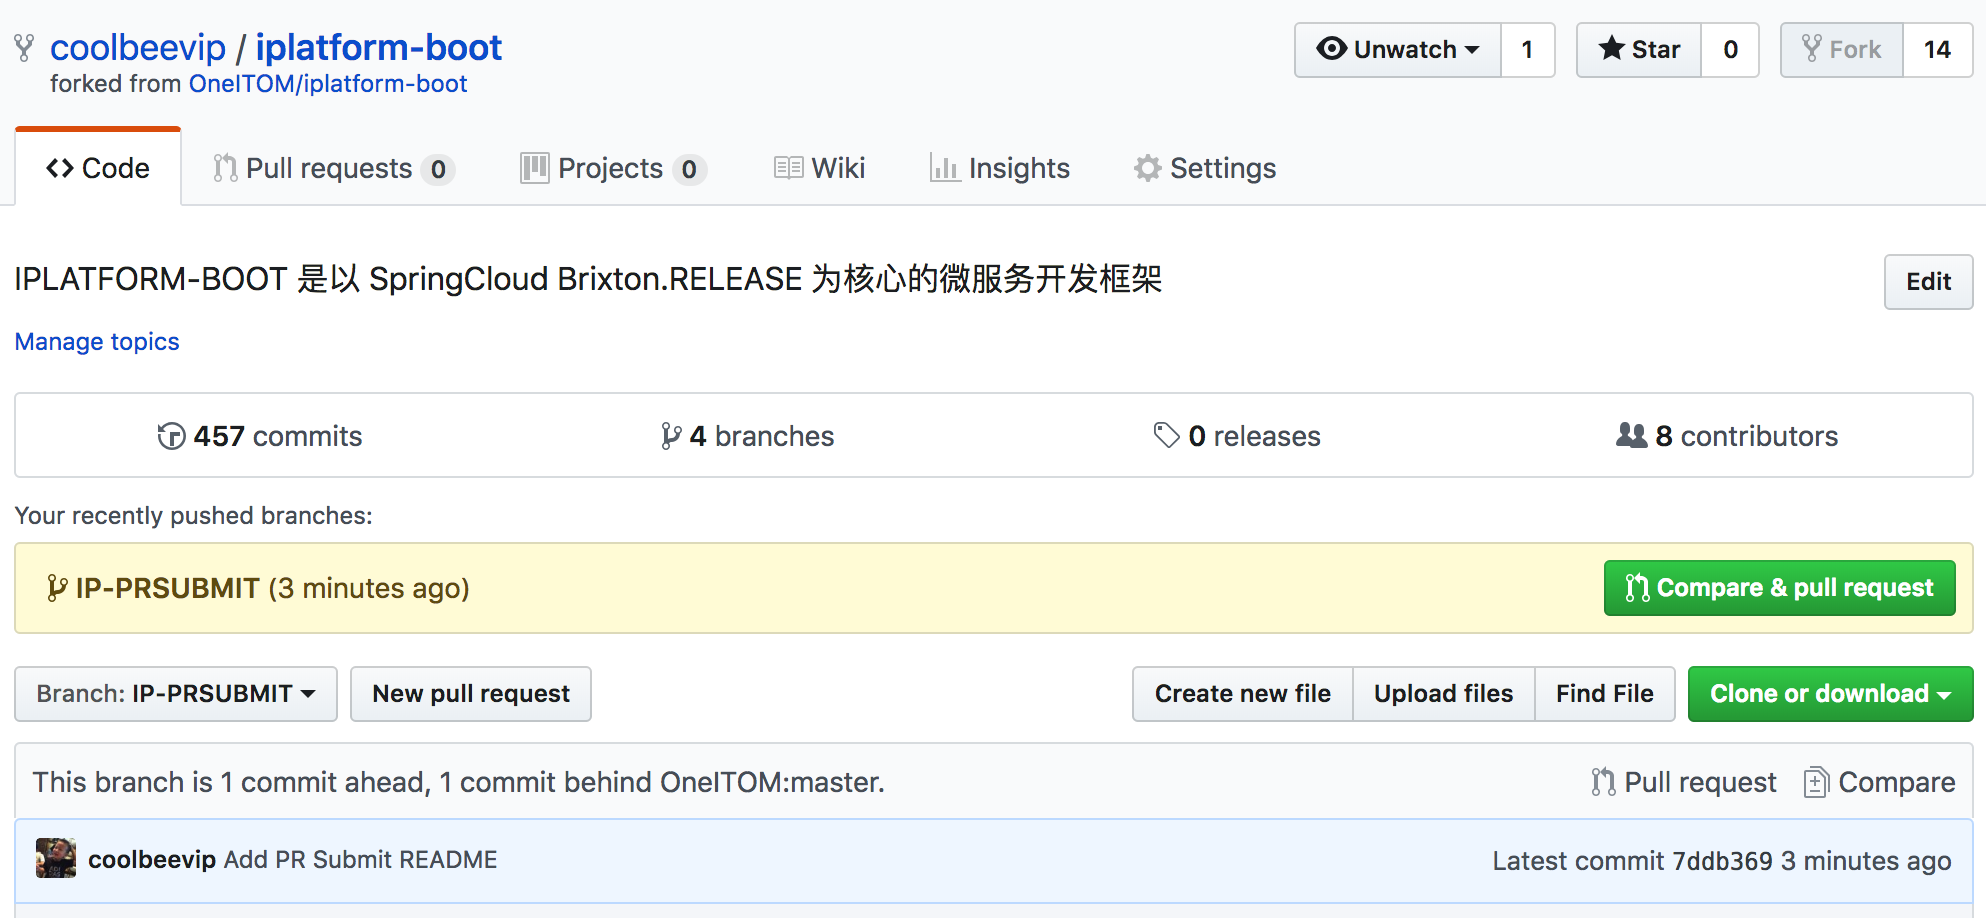 coolbeevip / iplatform-boot
Unwatch 1 Star 0 Fork 14
forked from OneITOM/iplatform-boot
Code Pull requests 0 Projects 0 Wiki Insights Settings
IPLATFORM-BOOT 是以 SpringCloud Brixton.RELEASE 为核心的微服务开发框架
Edit
Manage topics
457 commits 4 branches 0 releases 8 contributors
Your recently pushed branches:
IP-PRSUBMIT (3 minutes ago) Compare & pull request
Branch: IP-PRSUBMIT New pull request Create new file Upload files Find File Clone or download
This branch is 1 commit ahead, 1 commit behind OneITOM:master. Pull request Compare
coolbeevip Add PR Submit README Latest commit 7ddb369 3 minutes ago